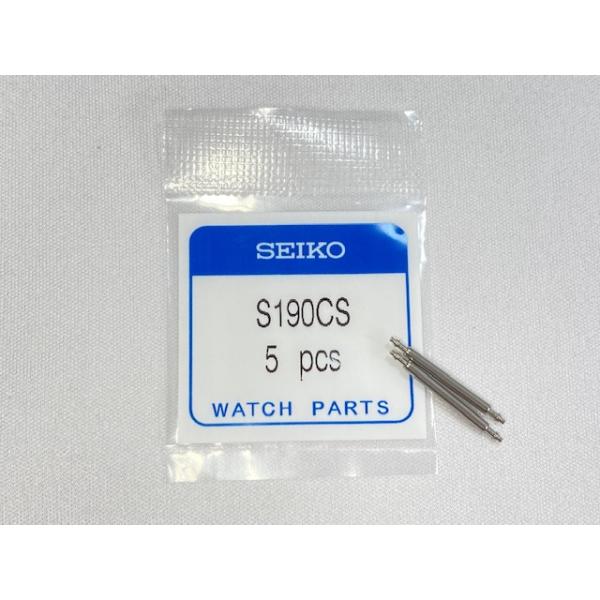 SEIKO
S190CS
5 pcs
WATCH PARTS